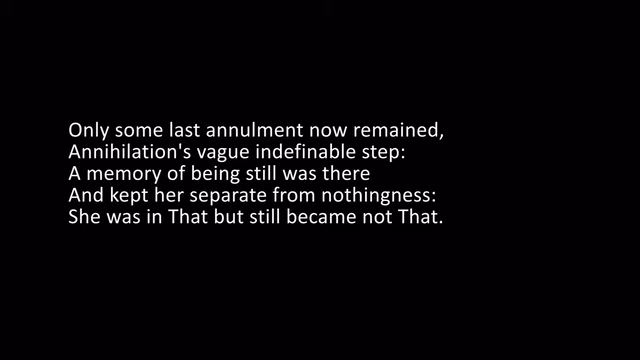 Only some last annulment now remained,
Annihilation's vague indefinable step:
A memory of being still was there
And kept her separate from nothingness:
She was in That but still became not That.